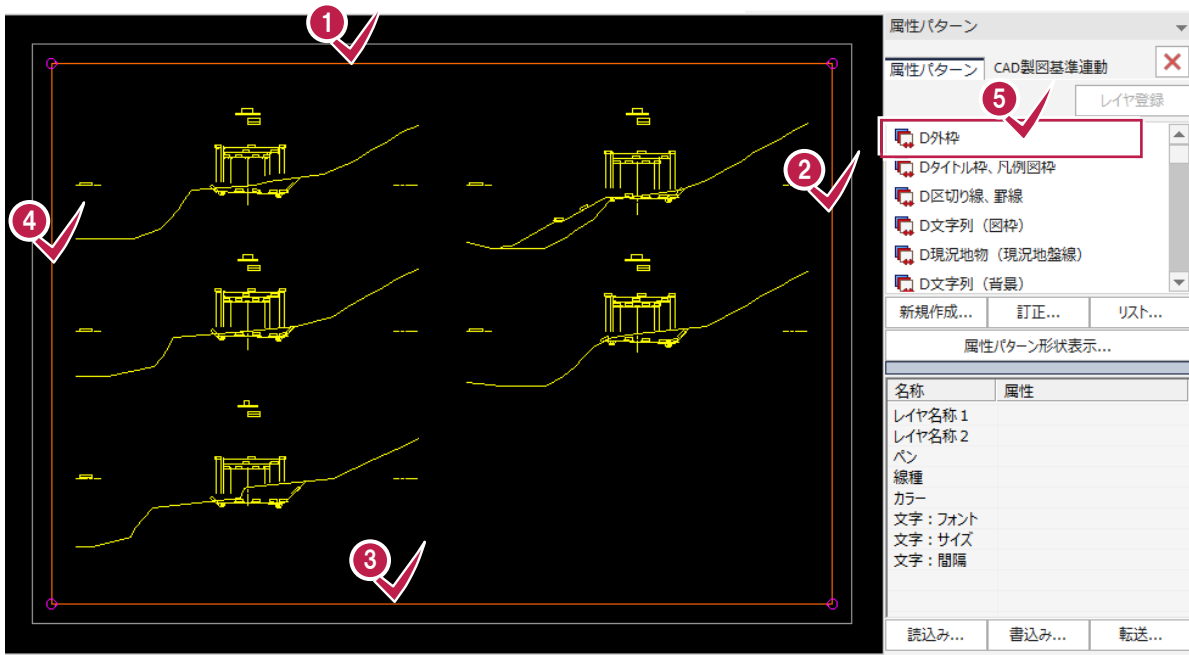 1
2
3
4
5
属性パターン
属性パターン CAD製図基準連動
レイヤ登録
D外枠
Dタイトル枠、凡例図枠
D区切り線、罫線
D文字列（図枠）
D現況地物（現況地盤線）
D文字列（背景）
新規作成... 訂正... リスト...
属性パターン形状表示...
名称 属性
レイヤ名称１
レイヤ名称２
ペン
線種
カラー
文字：フォント
文字：サイズ
文字：間隔
読込み... 書込み... 転送...